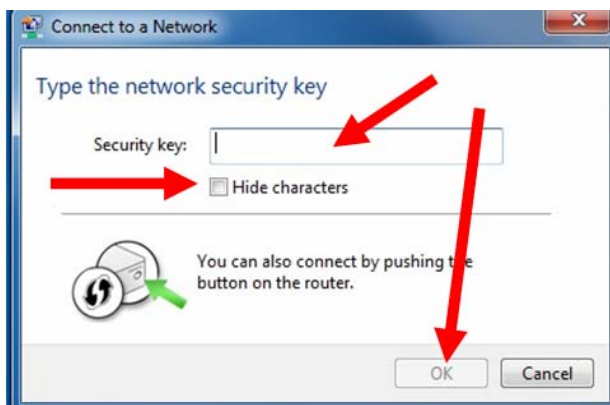 Connect to a Network
Type the network security key
Security key:
Hide characters
You can also connect by pushing the
button on the router.
OK Cancel